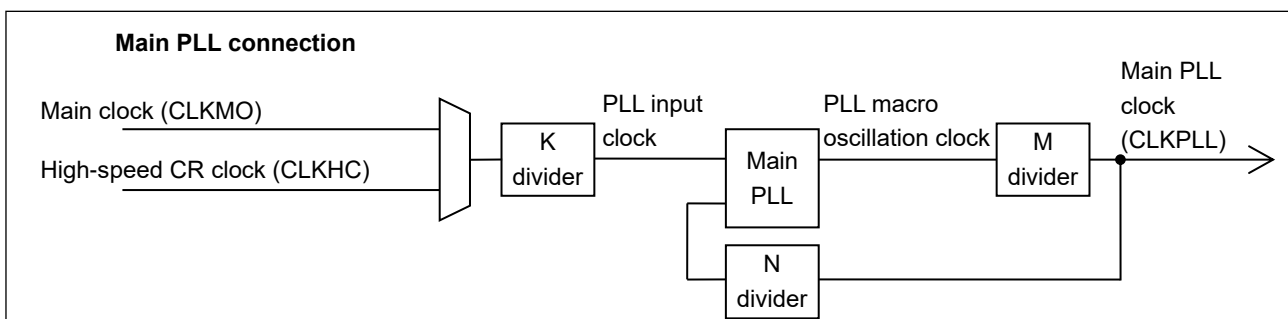 Main PLL connection
Main clock (CLKMO)
High-speed CR clock (CLKHC)
K
divider
PLL input
clock
Main
PLL
N
divider
PLL macro
oscillation clock
M
divider
Main PLL
clock
(CLKPLL)